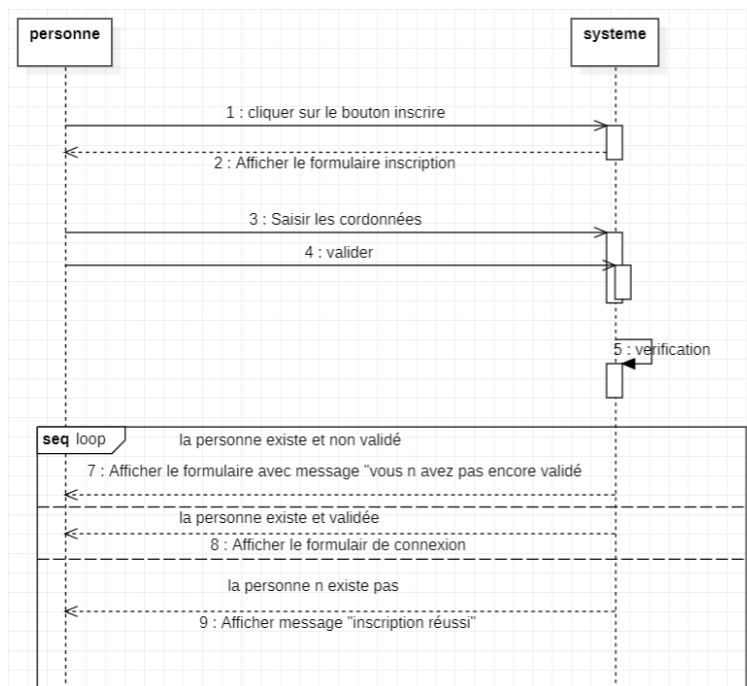 personne
systeme
1 : cliquer sur le bouton inscrire
2 : Afficher le formulaire inscription
3 : Saisir les cordonnées
4 : valider
5 : verification
seq loop
la personne existe et non validé
7 : Afficher le formulaire avec message "vous n avez pas encore validé
la personne existe et validée
8 : Afficher le formulair de connexion
la personne n existe pas
9 : Afficher message "inscription réussi"